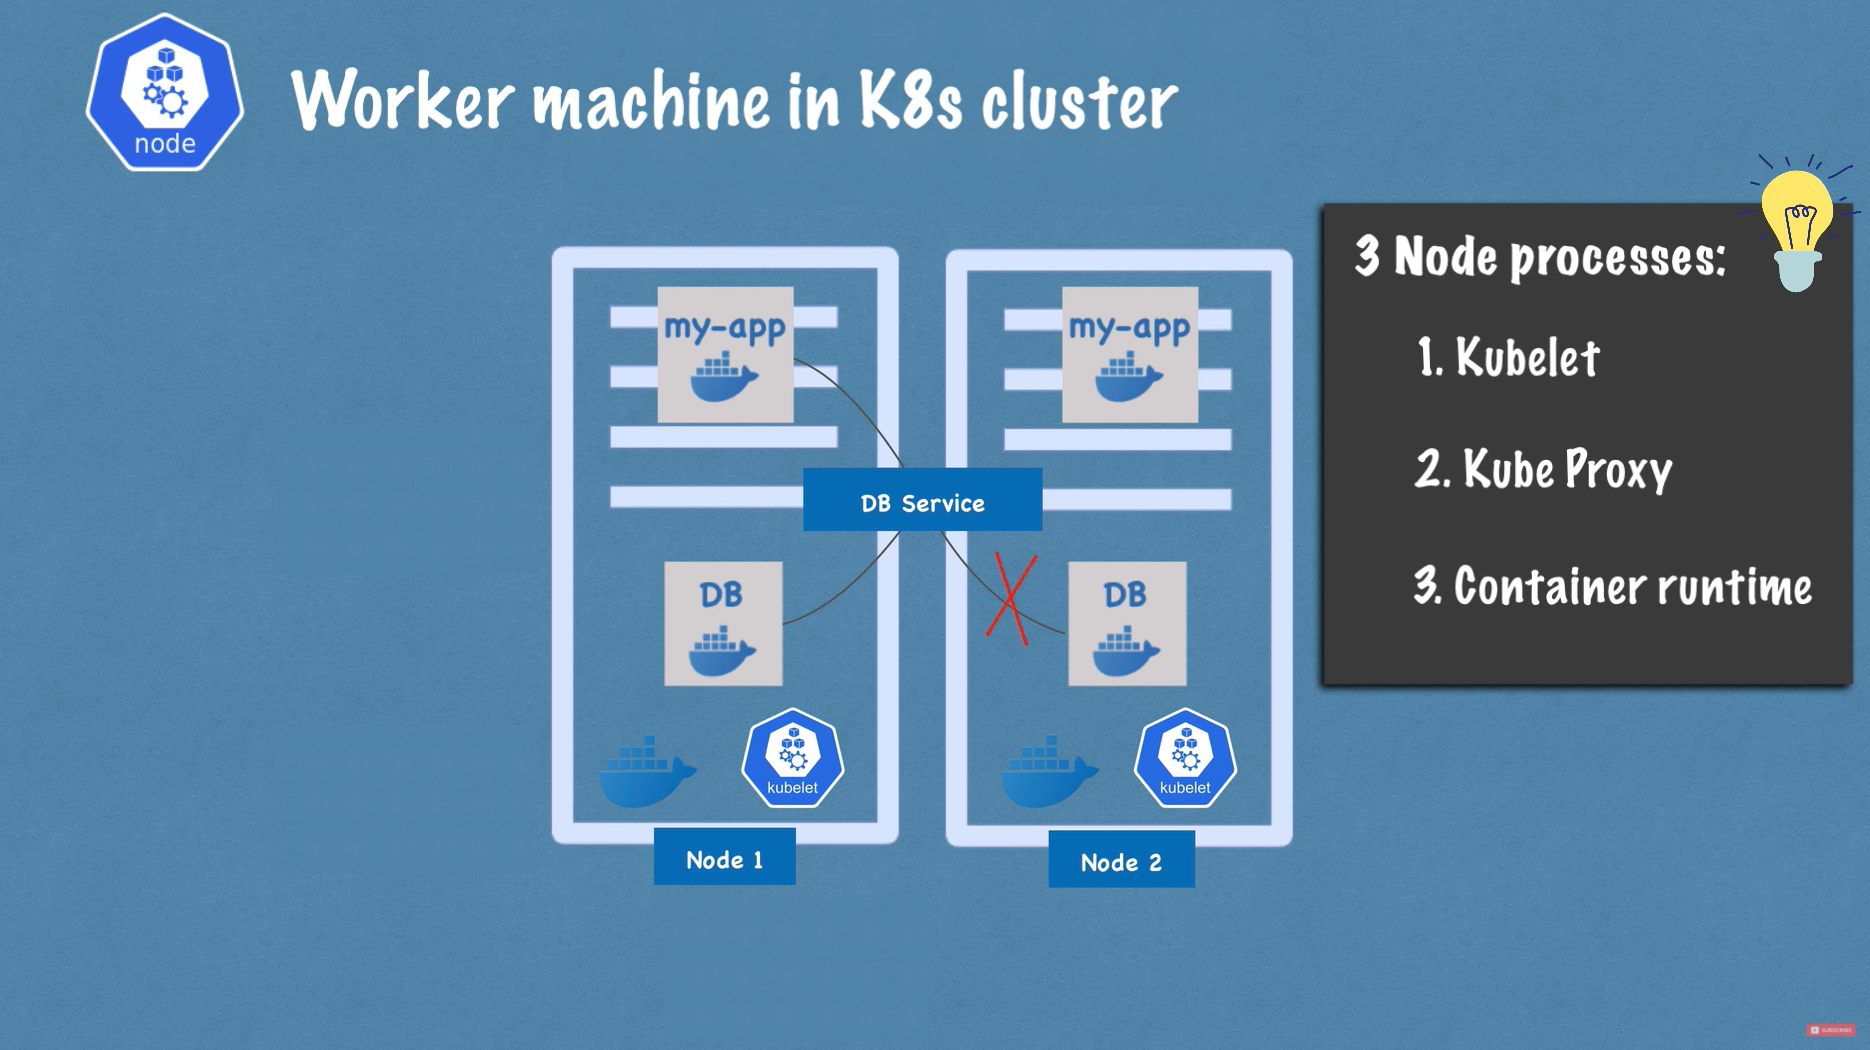 node
Worker machine in K8s cluster
3 Node processes:
1. Kubelet
2. Kube Proxy
3. Container runtime
my-app
my-app
DB Service
DB
DB
kubelet
kubelet
Node 1
Node 2
SUBSCRIBE